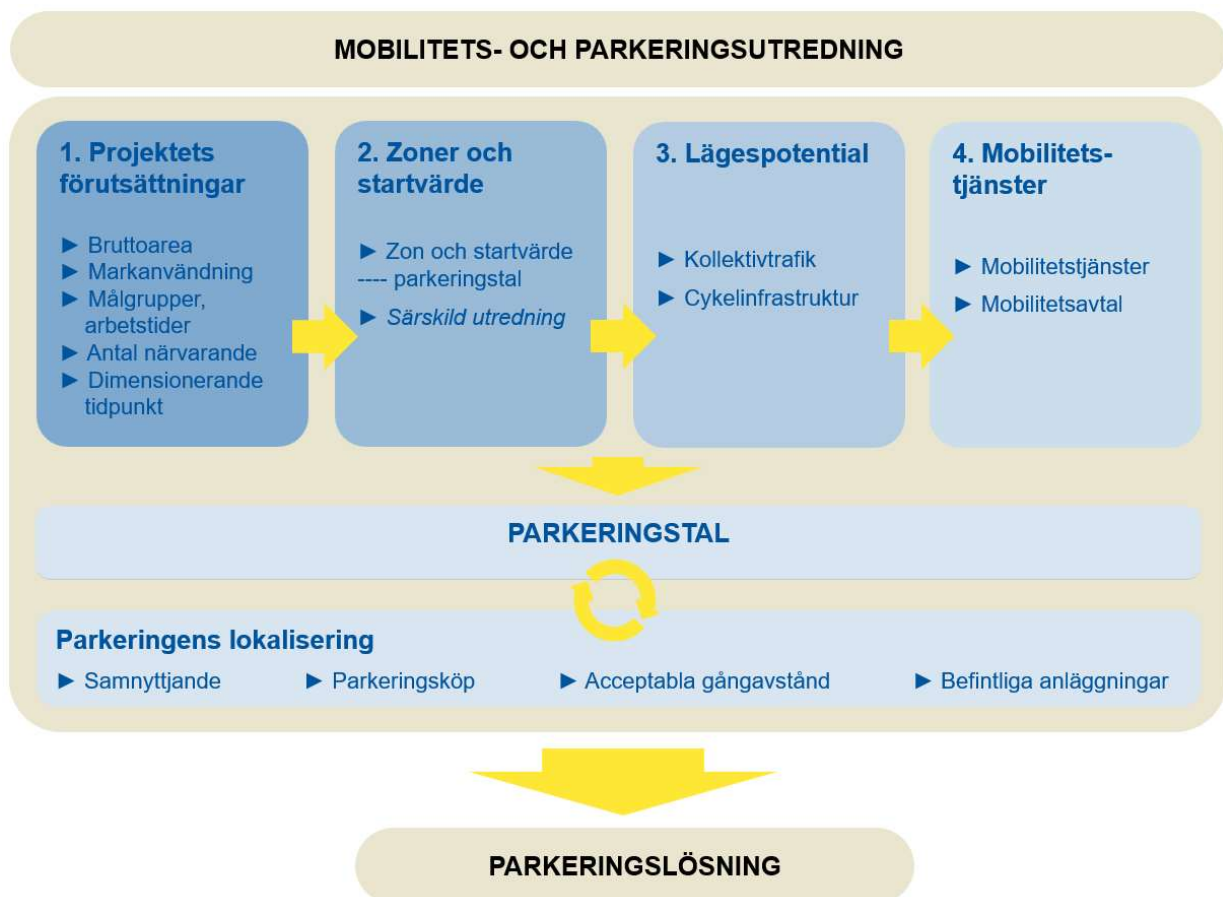 MOBILITETS- OCH PARKERINGSUTREDNING
1. Projektets
förutsättningar
► Bruttoarea
► Markanvändning
► Målgrupper,
arbetstider
► Antal närvarande
► Dimensionerande
tidpunkt
2. Zoner och
startvärde
► Zon och startvärde
---- parkeringstal
► Särskild utredning
3. Lägespotential
► Kollektivtrafik
► Cykelinfrastruktur
4. Mobilitets-
tjänster
► Mobilitetstjänster
► Mobilitetsavtal
PARKERINGSTAL
Parkeringens lokalisering
► Samnyttjande ► Parkeringsköp ► Acceptabla gångavstånd ► Befintliga anläggningar
PARKERINGSLÖSNING